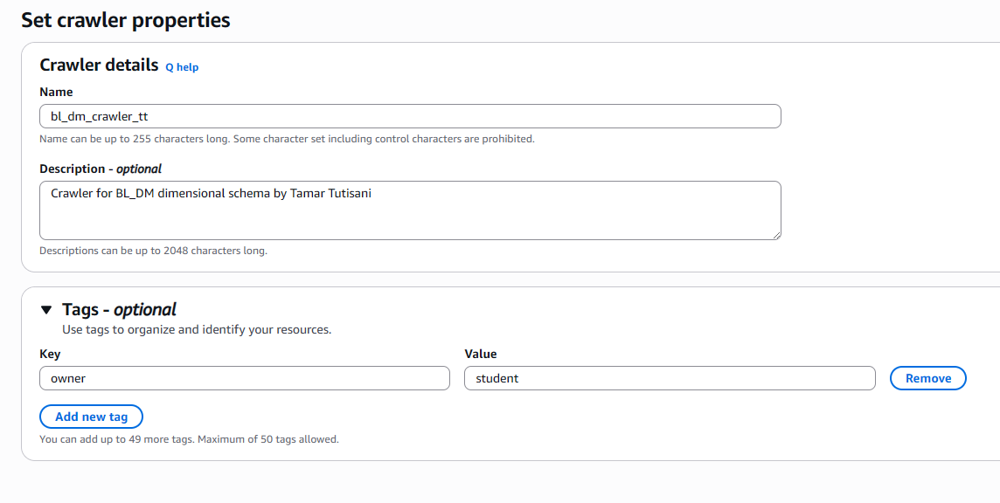 Set crawler properties
Crawler details Q help
Name
bl_dm_crawler_tt
Name can be up to 255 characters long. Some character set including control characters are prohibited.
Description - optional
Crawler for BL_DM dimensional schema by Tamar Tutisani
Descriptions can be up to 2048 characters long.
Tags - optional
Use tags to organize and identify your resources.
Key Value
owner student Remove
Add new tag
You can add up to 49 more tags. Maximum of 50 tags allowed.